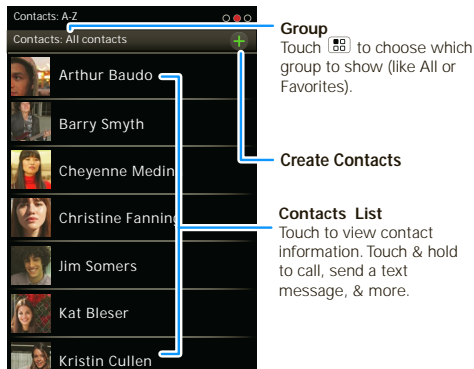 Contacts: A-Z
Contacts: All contacts
Arthur Baudo
Barry Smyth
Cheyenne Medin
Christine Fanning
Jim Somers
Kat Bleser
Kristin Cullen
Group
Touch to choose which
group to show (like All or
Favorites).
Create Contacts
Contacts List
Touch to view contact
information. Touch & hold
to call, send a text
message, & more.